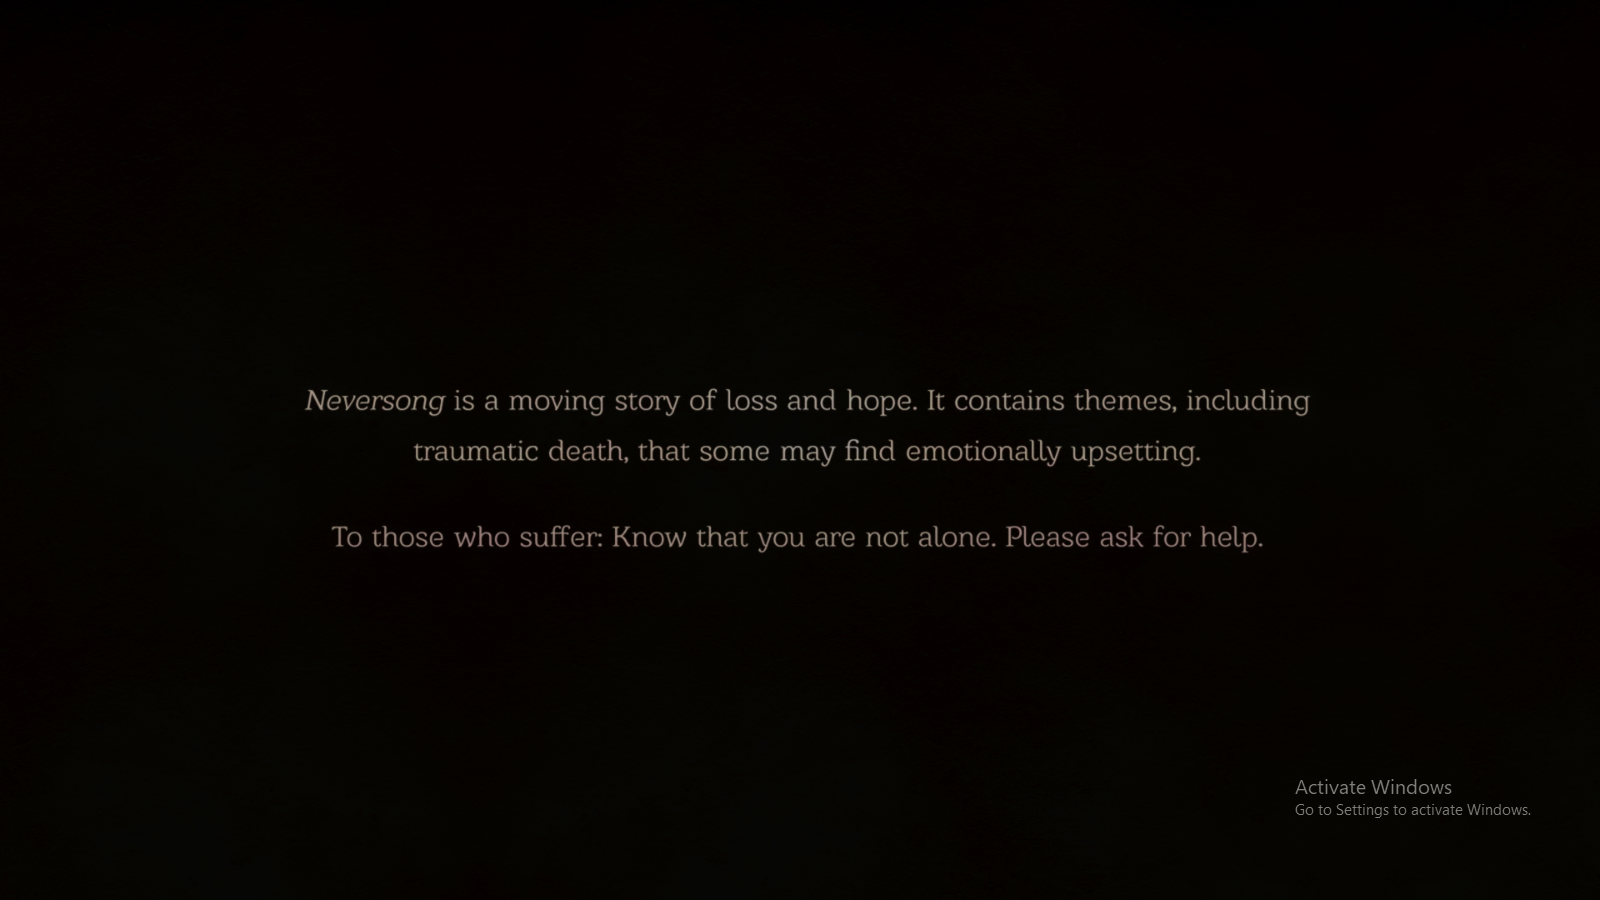 Neversong is a moving story of loss and hope. It contains themes, including
traumatic death, that some may find emotionally upsetting.
To those who suffer: Know that you are not alone. Please ask for help.
Activate Windows
Go to Settings to activate Windows.